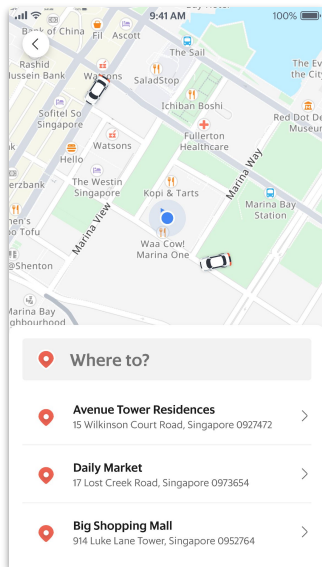 9:41 AM
100%
Bank of China
Fil
Ascott
The Sail
Rashid
Hussein Bank
Watsons
SaladStop
Ichiban Boshi
Sofitel So
Singapore
Red Dot De
Museum
Watsons
Fullerton
Healthcare
Hello
The Westin
Singapore
Kopi & Tarts
Marina Way
Marina Bay
Station
Marina View
Waa Cow!
Marina One
@Shenton
Marina Bay
Where to?
Avenue Tower Residences
15 Wilkinson Court Road, Singapore 0927472
Daily Market
17 Lost Creek Road, Singapore 0973654
Big Shopping Mall
914 Luke Lane Tower, Singapore 0952764